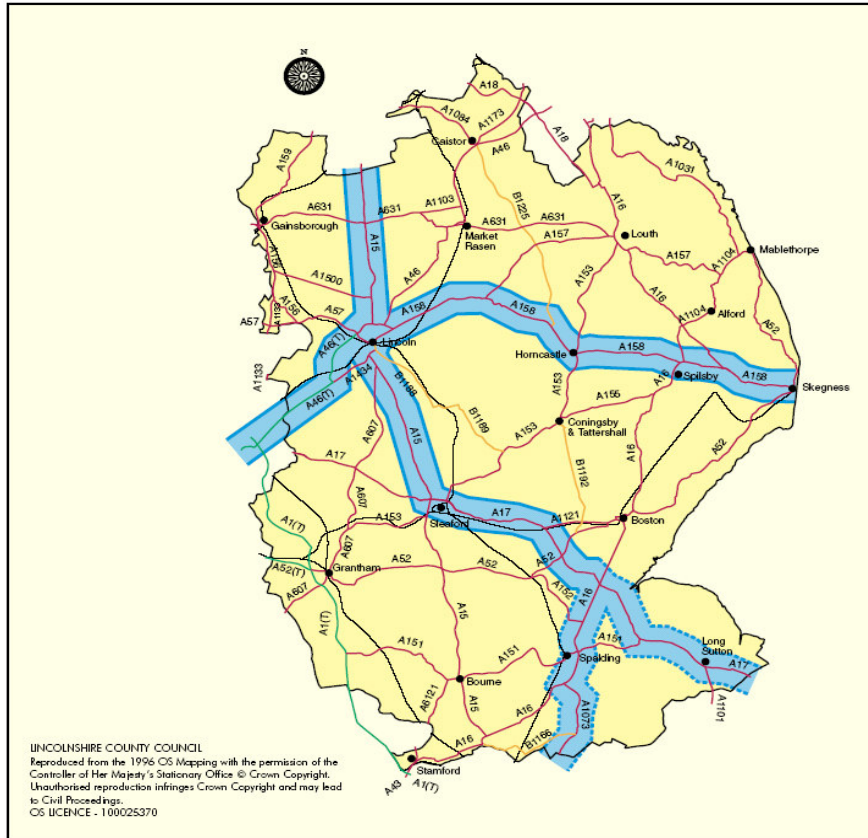 N
A18
A1084
A1173
A18
Caistor
A46
A159
A1031
B1225
A16
A631
A631
A1103
A631
A631
Gainsborough
Market
Rasen
A157
Louth
A15
A156
A157
Mablethorpe
A46
A153
A1104
A1500
A16
A158
A158
A156
A57
A57
A1104
Alford
A52
A46(T)
Lincoln
Horncastle
A158
A1133
A1434
A46(T)
B1188
A153
A16
Spilsby
A158
Skegness
A155
B1189
A607
A15
A153
Coningsby
& Tattershall
A52
A17
A16
B1192
A607
A153
A17
A1121
Sleaford
Boston
A1(T)
A607
A52
A52
A52
A52(T)
Grantham
A16
A607
A152
A15
A1(T)
A151
A151
A151
Long
Sutton
Spalding
A17
Bourne
A6121
A15
A16
A1073
A1101
A16
B1166
LINCOLNSHIRE COUNTY COUNCIL
Reproduced from the 1996 OS Mapping with the permission of the
Controller of Her Majesty's Stationary Office © Crown Copyright.
Unauthorised reproduction infringes Crown Copyright and may lead
to Civil Proceedings.
OS LICENCE - 100025370
Stamford
A43
A1(T)